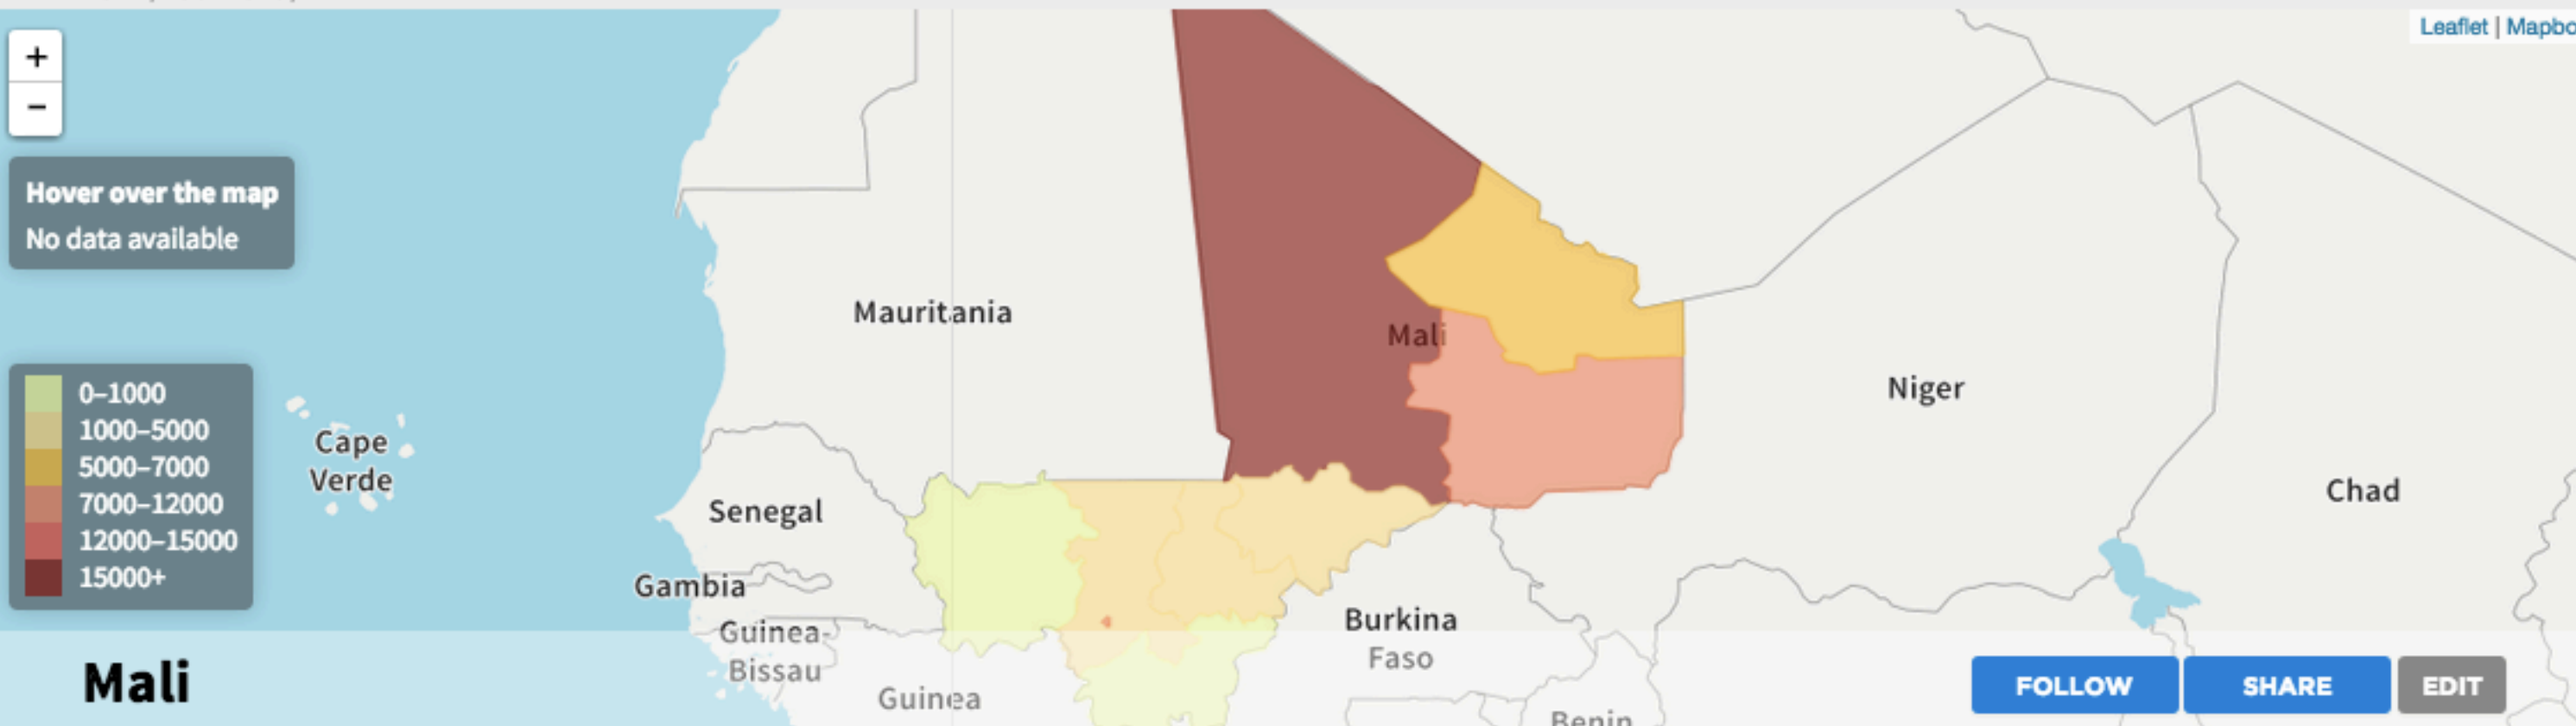 +
−
Leaflet | Mapbo
Hover over the map
No data available
0–1000
1000–5000
5000–7000
7000–12000
12000–15000
15000+
Cape
Verde
Mauritania
Mali
Niger
Chad
Senegal
Gambia
Guinea-
Bissau
Guinea
Burkina
Faso
Benin
Mali
FOLLOW
SHARE
EDIT